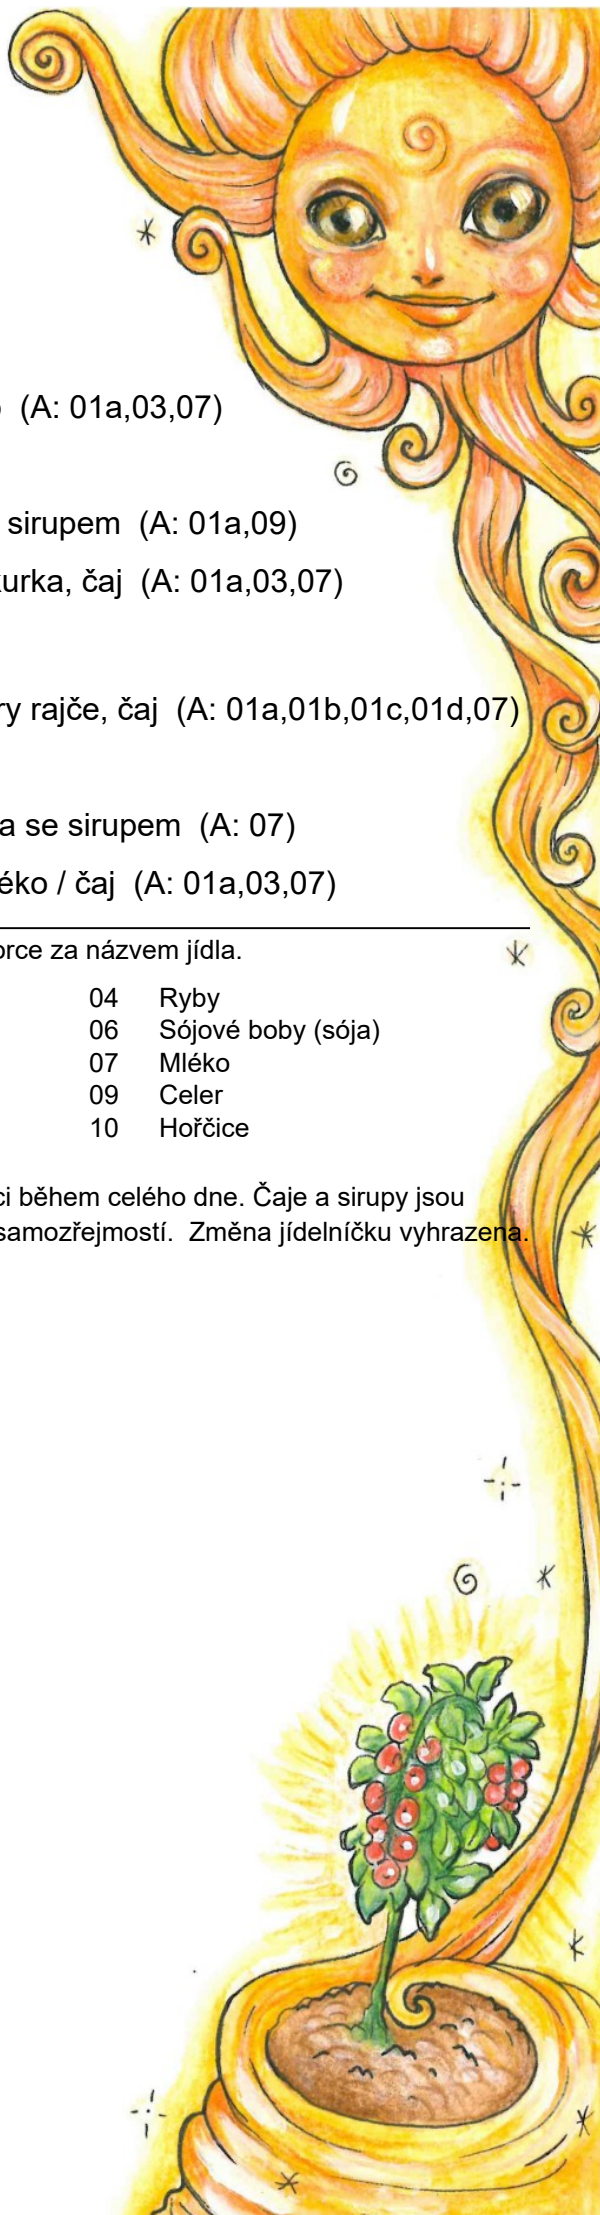 (A: 01a,03,07)
sirupem (A: 01a,09)
urka, čaj (A: 01a,03,07)
ry rajče, čaj (A: 01a,01b,01c,01d,07)
a se sirupem (A: 07)
éko / čaj (A: 01a,03,07)
orce za názvem jídla.
04 Ryby
06 Sójové boby (sója)
07 Mléko
09 Celer
10 Hořčice
ci během celého dne. Čaje a sirupy jsou
samozřejmostí. Změna jídelníčku vyhrazena.